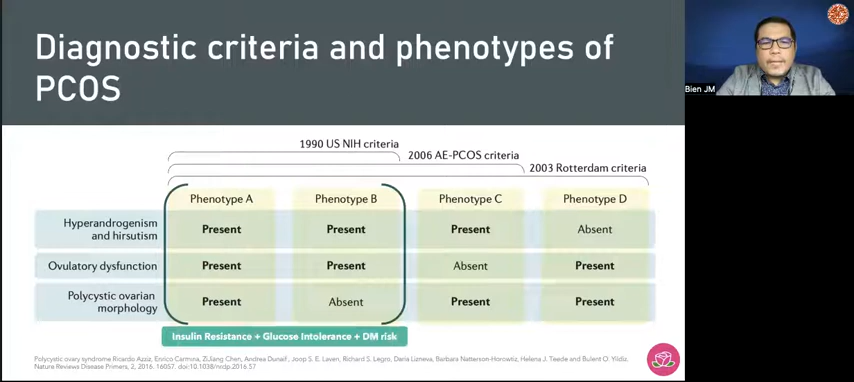 Diagnostic criteria and phenotypes of
PCOS
Bien JM
1990 US NIH criteria
2006 AE-PCOS criteria
2003 Rotterdam criteria
Phenotype A Phenotype B Phenotype C Phenotype D
Hyperandrogenism
and hirsutism
Present Present Present Absent
Ovulatory dysfunction Present Present Absent Present
Polycystic ovarian
morphology
Present Absent Present Present
Insulin Resistance + Glucose Intolerance + DM risk
Polycystic ovary syndrome Ricardo Azziz, Enrico Carmina, ZiJiang Chen, Andrea Dunaif, Joop S. E. Laven, Richard S. Legro, Daria Lizneva, Barbara Natterson-Horowtiz, Helena J. Teede and Bulent O. Yildiz.
Nature Reviews Disease Primers, 2, 2016. 16057. doi:10.1038/nrdp.2016.57